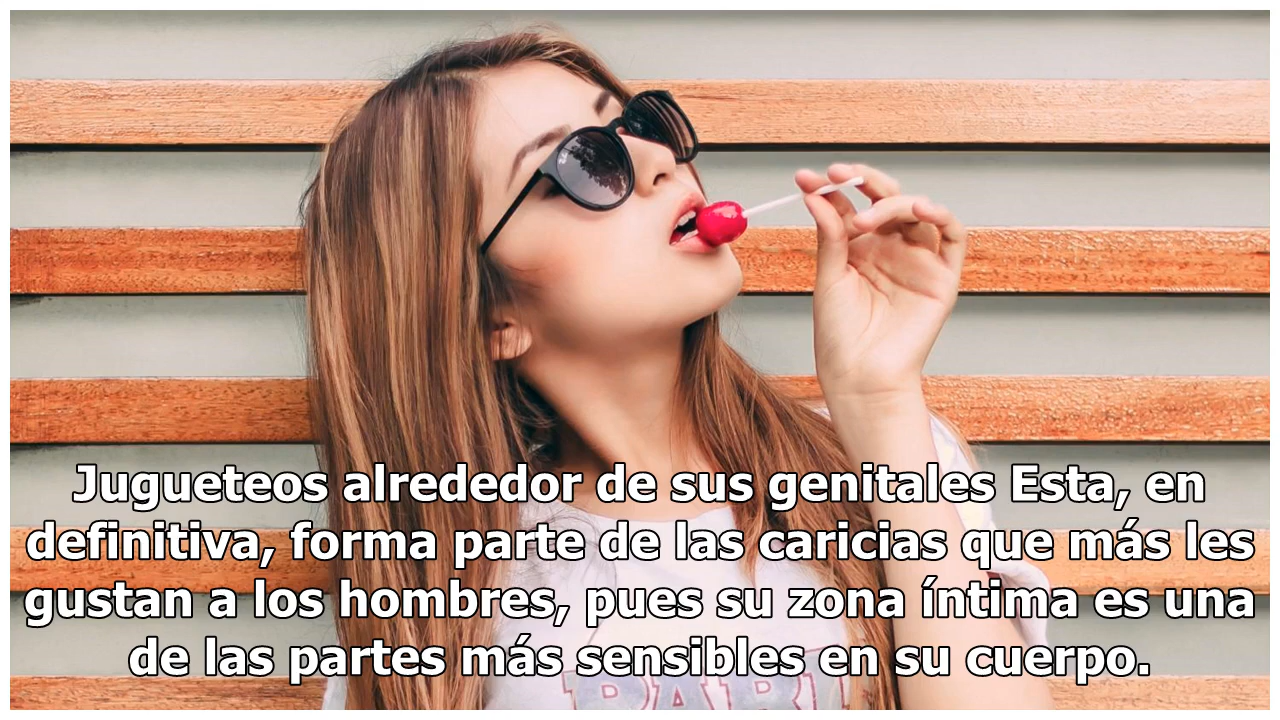 Jugueteos alrededor de sus genitales Esta, en
definitiva, forma parte de las caricias que más les
gustan a los hombres, pues su zona íntima es una
de las partes más sensibles en su cuerpo.